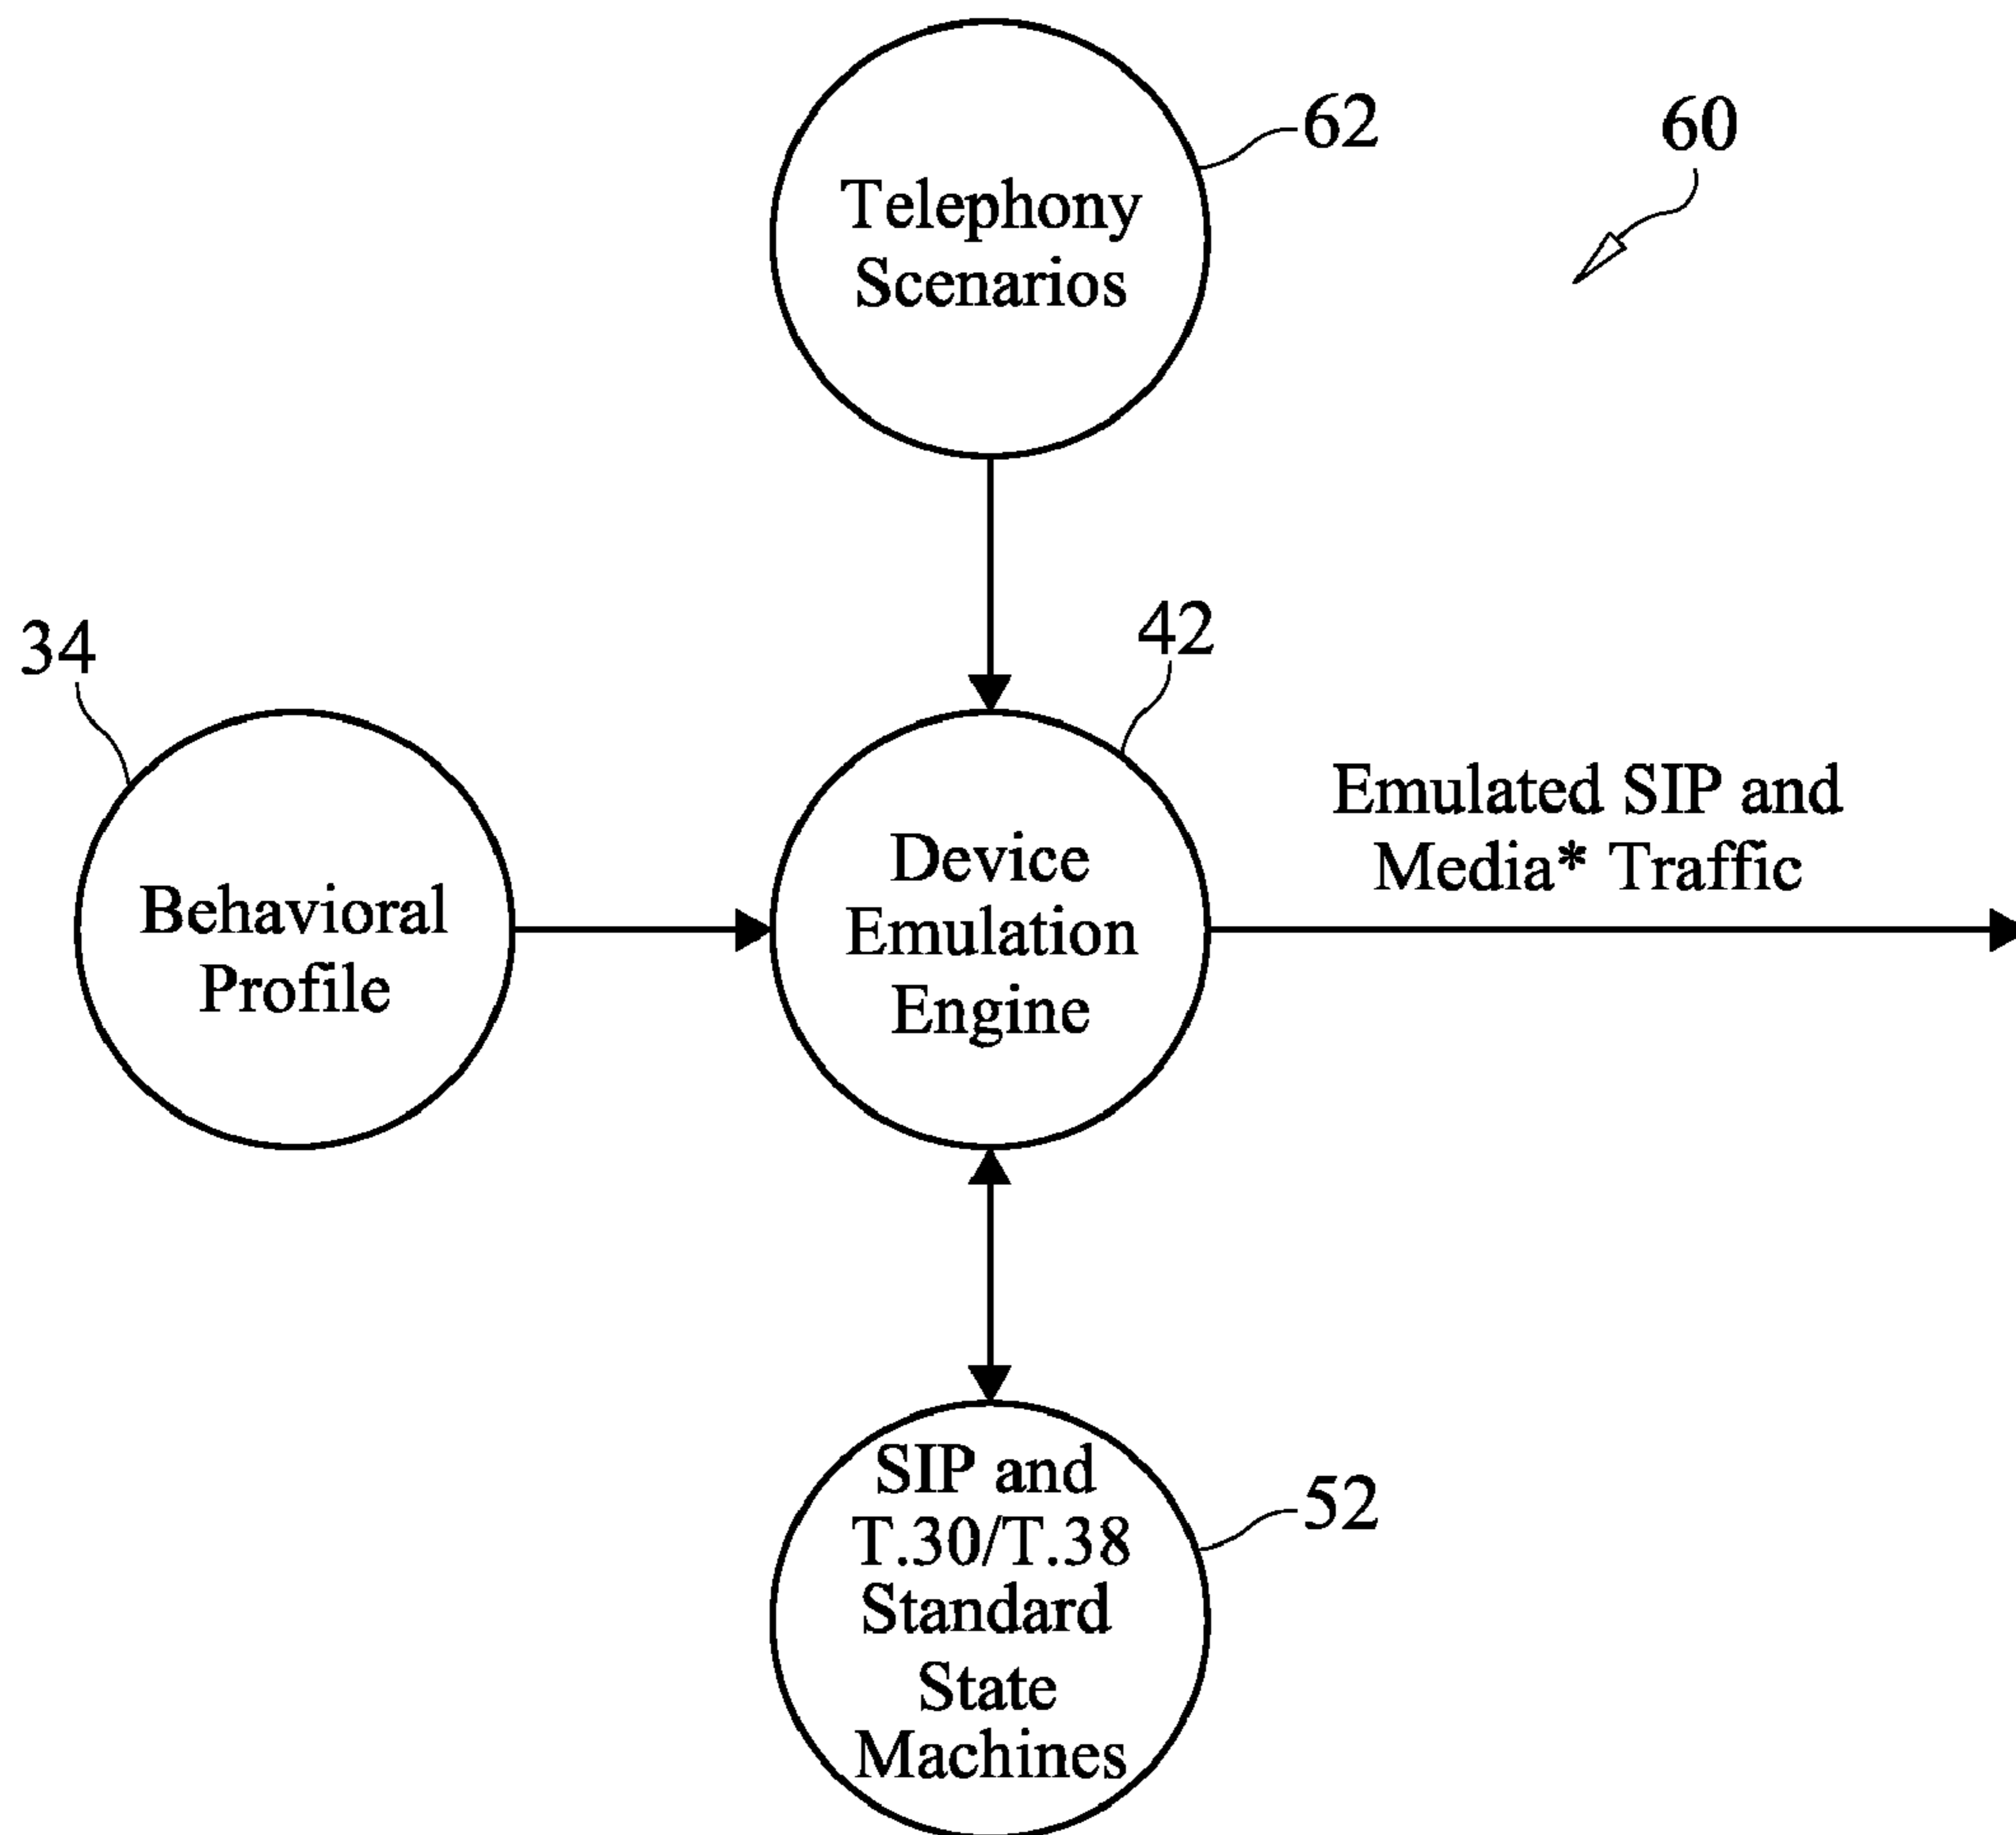 62
60
Telephony
Scenarios
34
42
Emulated SIP and
Media* Traffic
Behavioral
Profile
Device
Emulation
Engine
SIP and
T.30/T.38
Standard
State
Machines
52